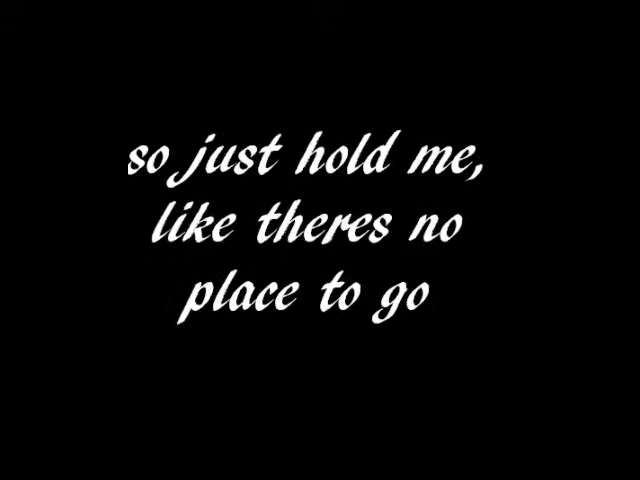 so just hold me,
like theres no
place to go